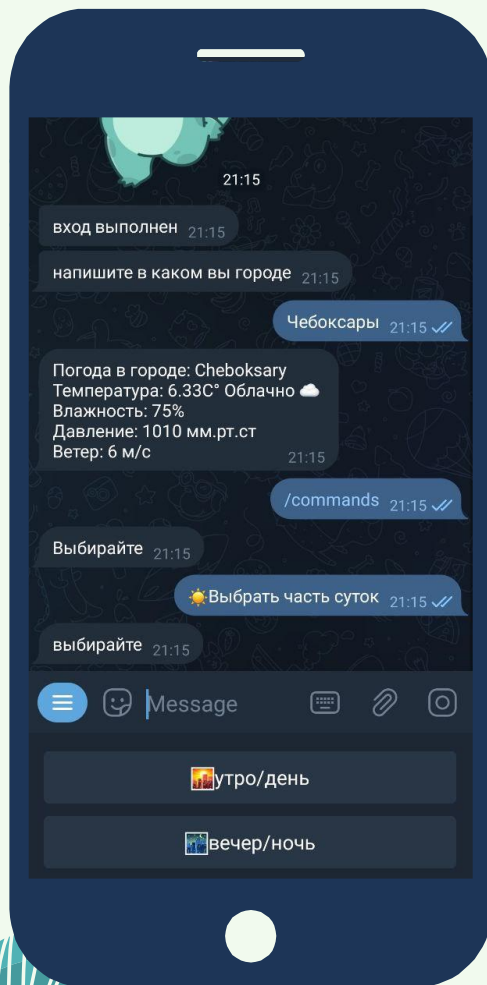 21:15
вход выполнен 21:15
напишите в каком вы городе 21:15
Чебоксары 21:15
Погода в городе: Cheboksary
Температура: 6.33C° Облачно ☁️
Влажность: 75%
Давление: 1010 мм.рт.ст
Ветер: 6 м/с 21:15
/commands 21:15
Выбирайте 21:15
☀️Выбрать часть суток 21:15
выбирайте 21:15
Message
🌇утро/день
🌃вечер/ночь